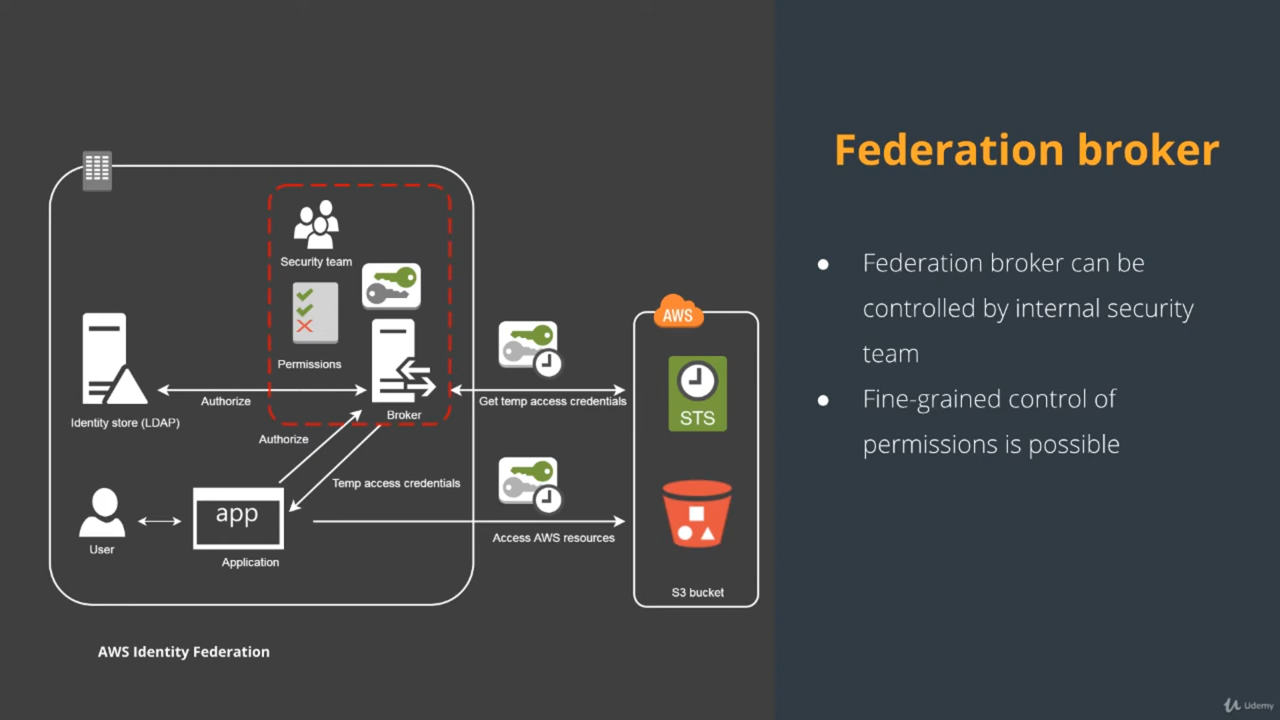 Federation broker
Security team
Permissions
Identity store (LDAP)
Authorize
Broker
Authorize
Temp access credentials
User
app
Application
Get temp access credentials
Access AWS resources
AWS
STS
S3 bucket
AWS Identity Federation
● Federation broker can be
controlled by internal security
team
● Fine-grained control of
permissions is possible
Udemy